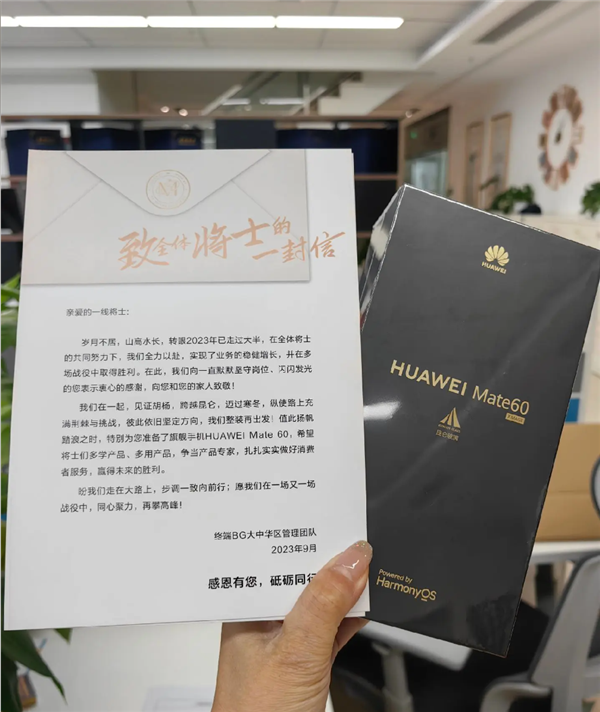 致全体将士的
一封信
亲爱的一线将士：
岁月不居，山高水长，转眼2023年已走过大半，在全体将士
的共同努力下，我们全力以赴，实现了业务的稳健增长，并在多
场战役中取得胜利。在此，我们向一直默默坚守岗位，闪闪发光
的您表示衷心的感谢，向您和您的家人致敬！
我们在一起，见证胡杨，跨越昆仑，迈过寒冬，纵使路上充
满荆棘与挑战，彼此依旧坚定方向，我们整装再出发！值此扬帆
踏浪之时，特别为您准备了旗舰手机HUAWEI Mate 60，希望
将士们多学产品，多用产品，争当产品专家，扎扎实实做好消费
者服务，赢得未来的胜利。
盼我们走在大路上，步调一致向前行；愿我们在一场又一场
战役中，同心聚力，再攀高峰！
终端BG大中华区管理团队
2023年9月
感恩有您，砥砺同行
HUAWEI
HUAWEI Mate60
Powered by
HarmonyOS